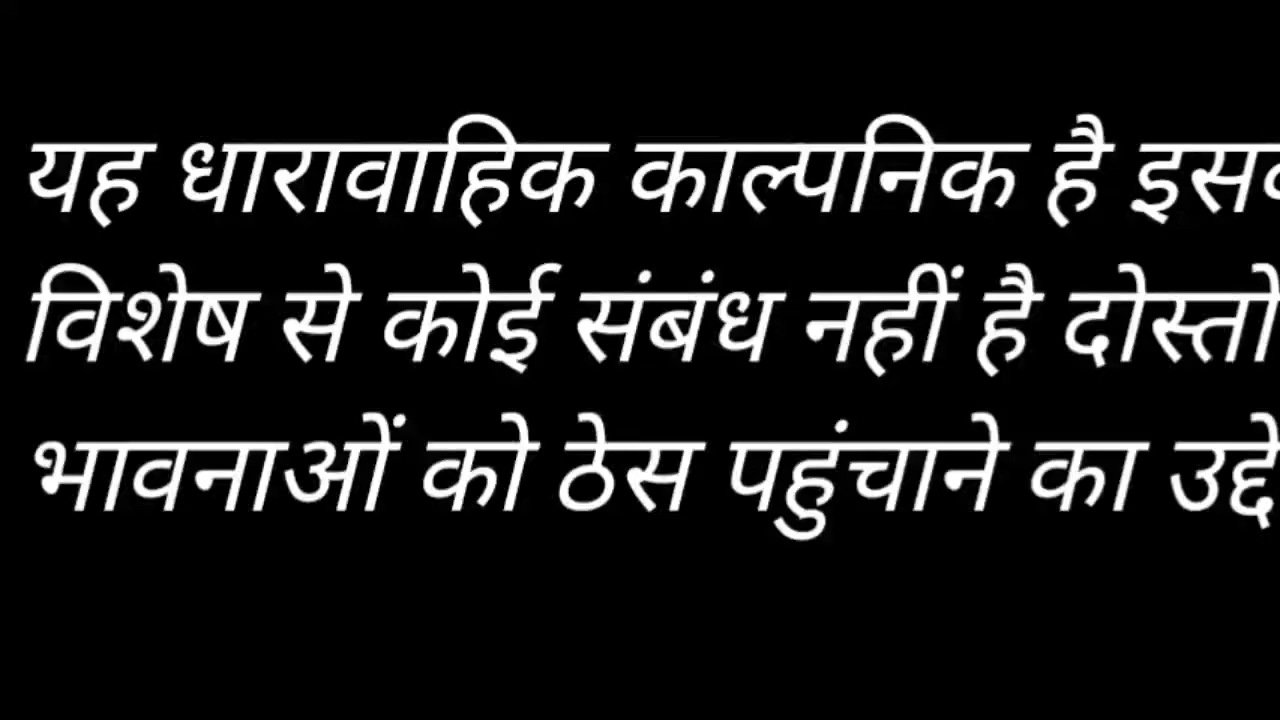 यह धारावाहिक काल्पनिक है
विशेष से कोई संबंध नहीं है दोस्तो
भावनाओं को ठेस पहुंचाने का